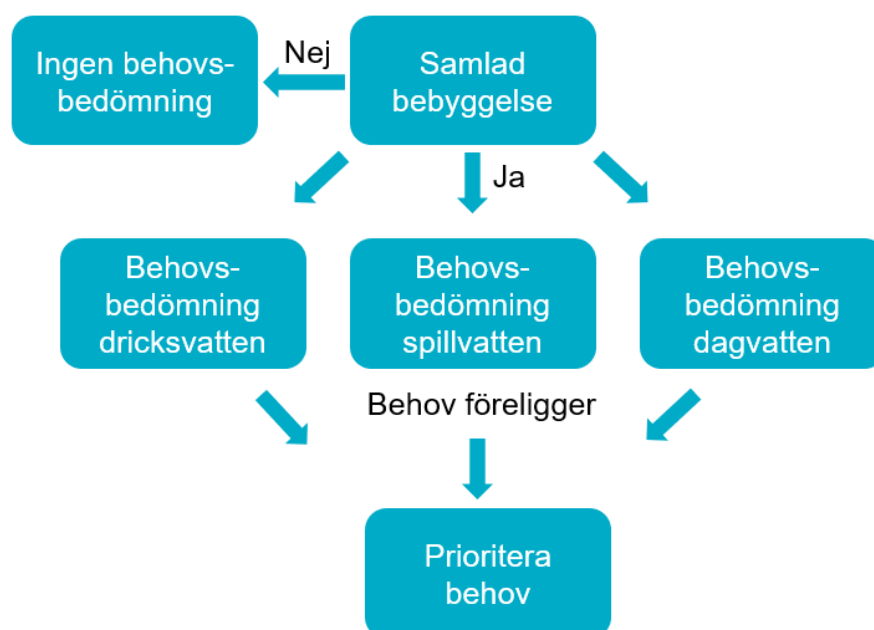 Ingen behovs-
bedömning
Nej
Samlad
bebyggelse
Ja
Behovs-
bedömning
dricksvatten
Behovs-
bedömning
spillvatten
Behovs-
bedömning
dagvatten
Behov föreligger
Prioritera
behov